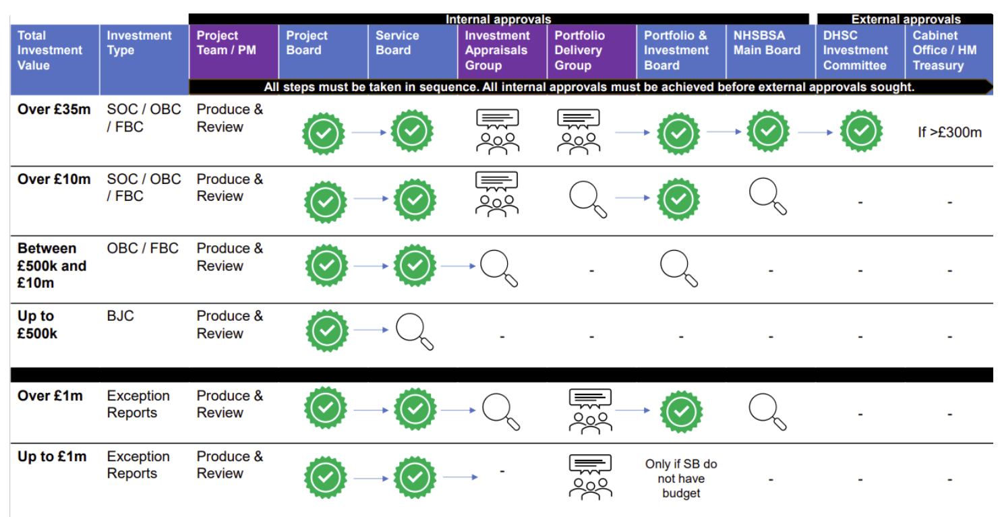 Internal approvals
External approvals
Total Investment Value
Investment Type
Project Team / PM
Project Board
Service Board
Investment Appraisals Group
Portfolio Delivery Group
Portfolio & Investment Board
NHSBSA Main Board
DHSC Investment Committee
Cabinet Office / HM Treasury
All steps must be taken in sequence. All internal approvals must be achieved before external approvals sought.
Over £35m
SOC / OBC / FBC
Produce & Review
If >£300m
Over £10m
SOC / OBC / FBC
Produce & Review
-
-
Between £500k and £10m
OBC / FBC
Produce & Review
-
-
-
-
Up to £500k
BJC
Produce & Review
-
-
-
-
-
-
Over £1m
Exception Reports
Produce & Review
-
-
Up to £1m
Exception Reports
Produce & Review
-
Only if SB do not have budget
-
-
-